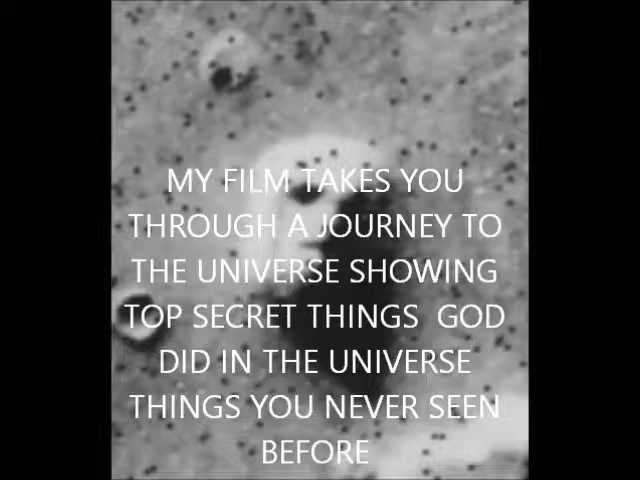 MY FILM TAKES YOU
THROUGH A JOURNEY TO
THE UNIVERSE SHOWING
TOP SECRET THINGS  GOD
DID IN THE UNIVERSE
THINGS YOU NEVER SEEN
BEFORE